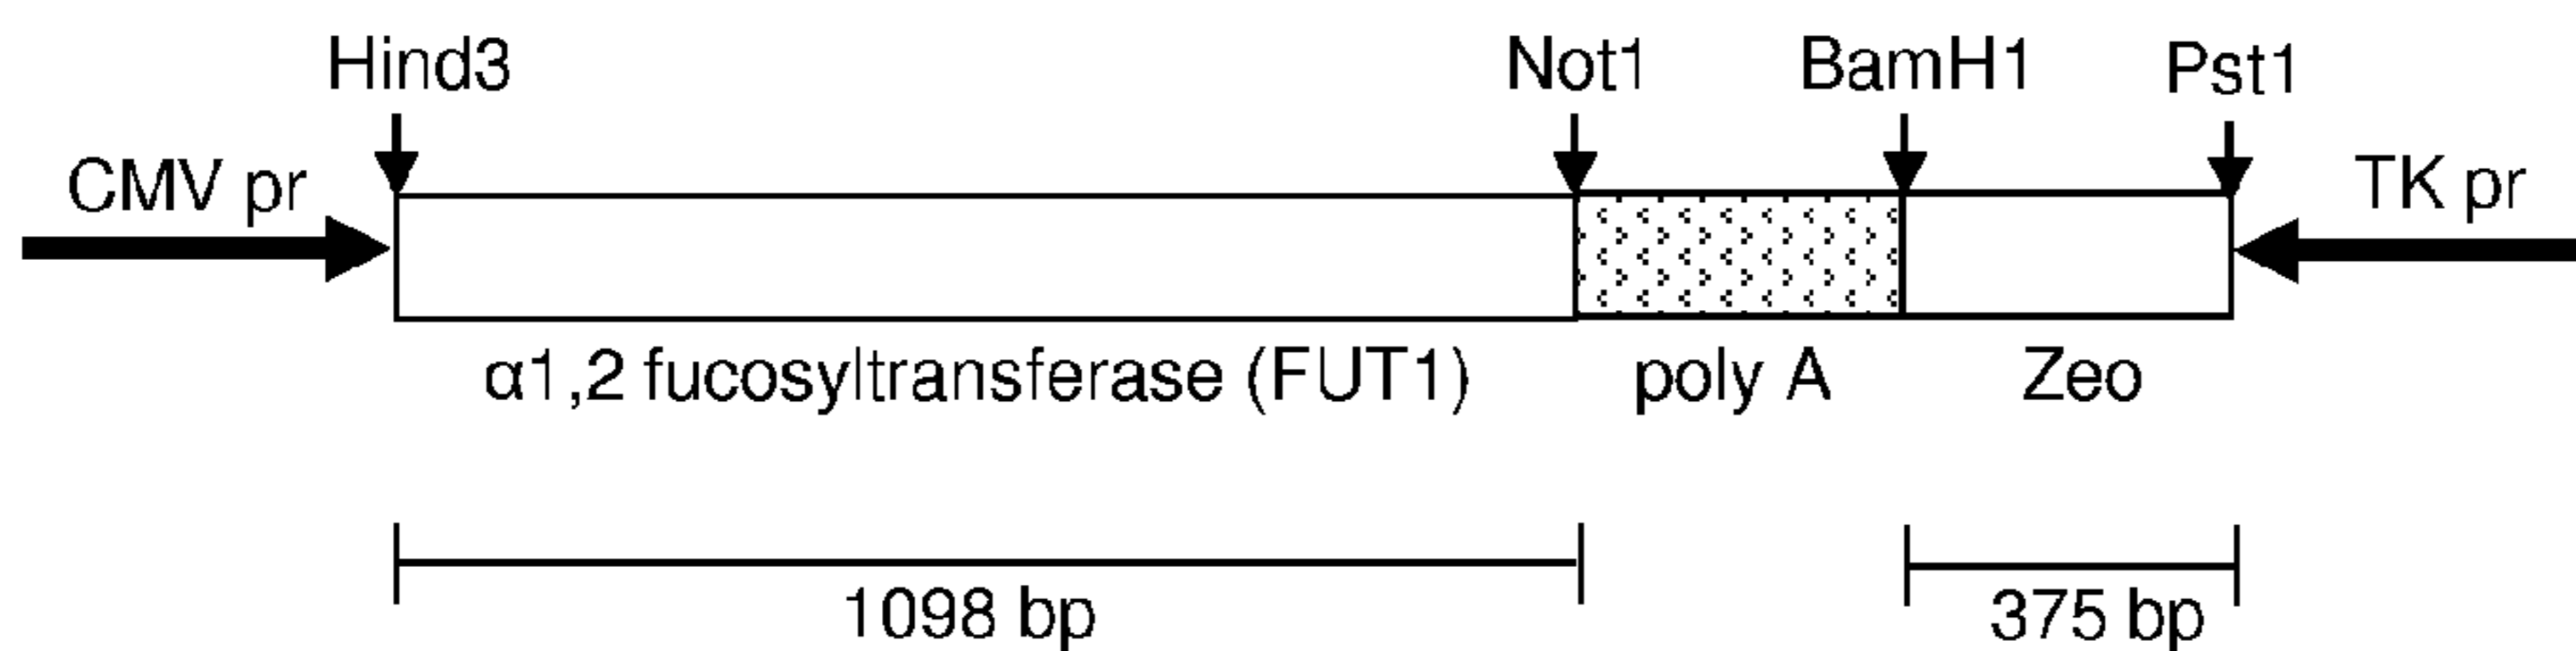 Hind3
Not1
BamH1
Pst1
CMV pr
TK pr
α1,2 fucosyltransferase (FUT1)
poly A
Zeo
1098 bp
375 bp